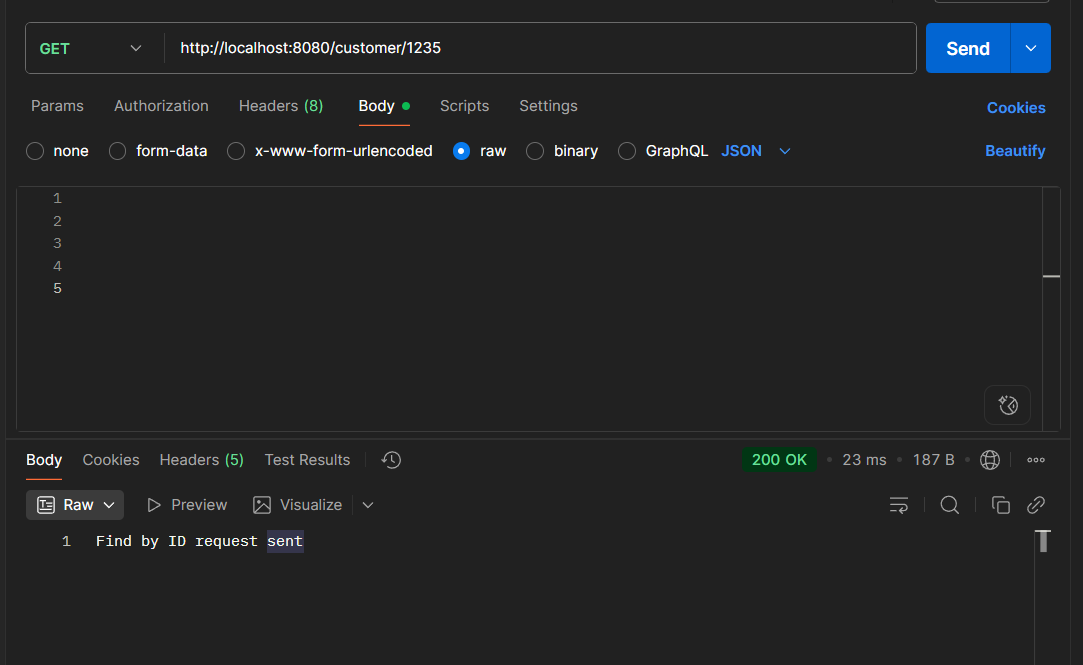 GET http://localhost:8080/customer/1235 Send
Params Authorization Headers (8) Body Scripts Settings Cookies
none form-data x-www-form-urlencoded raw binary GraphQL JSON Beautify
1
2
3
4
5
Body Cookies Headers (5) Test Results 200 OK 23 ms 187 B
Raw Preview Visualize
1 Find by ID request sent